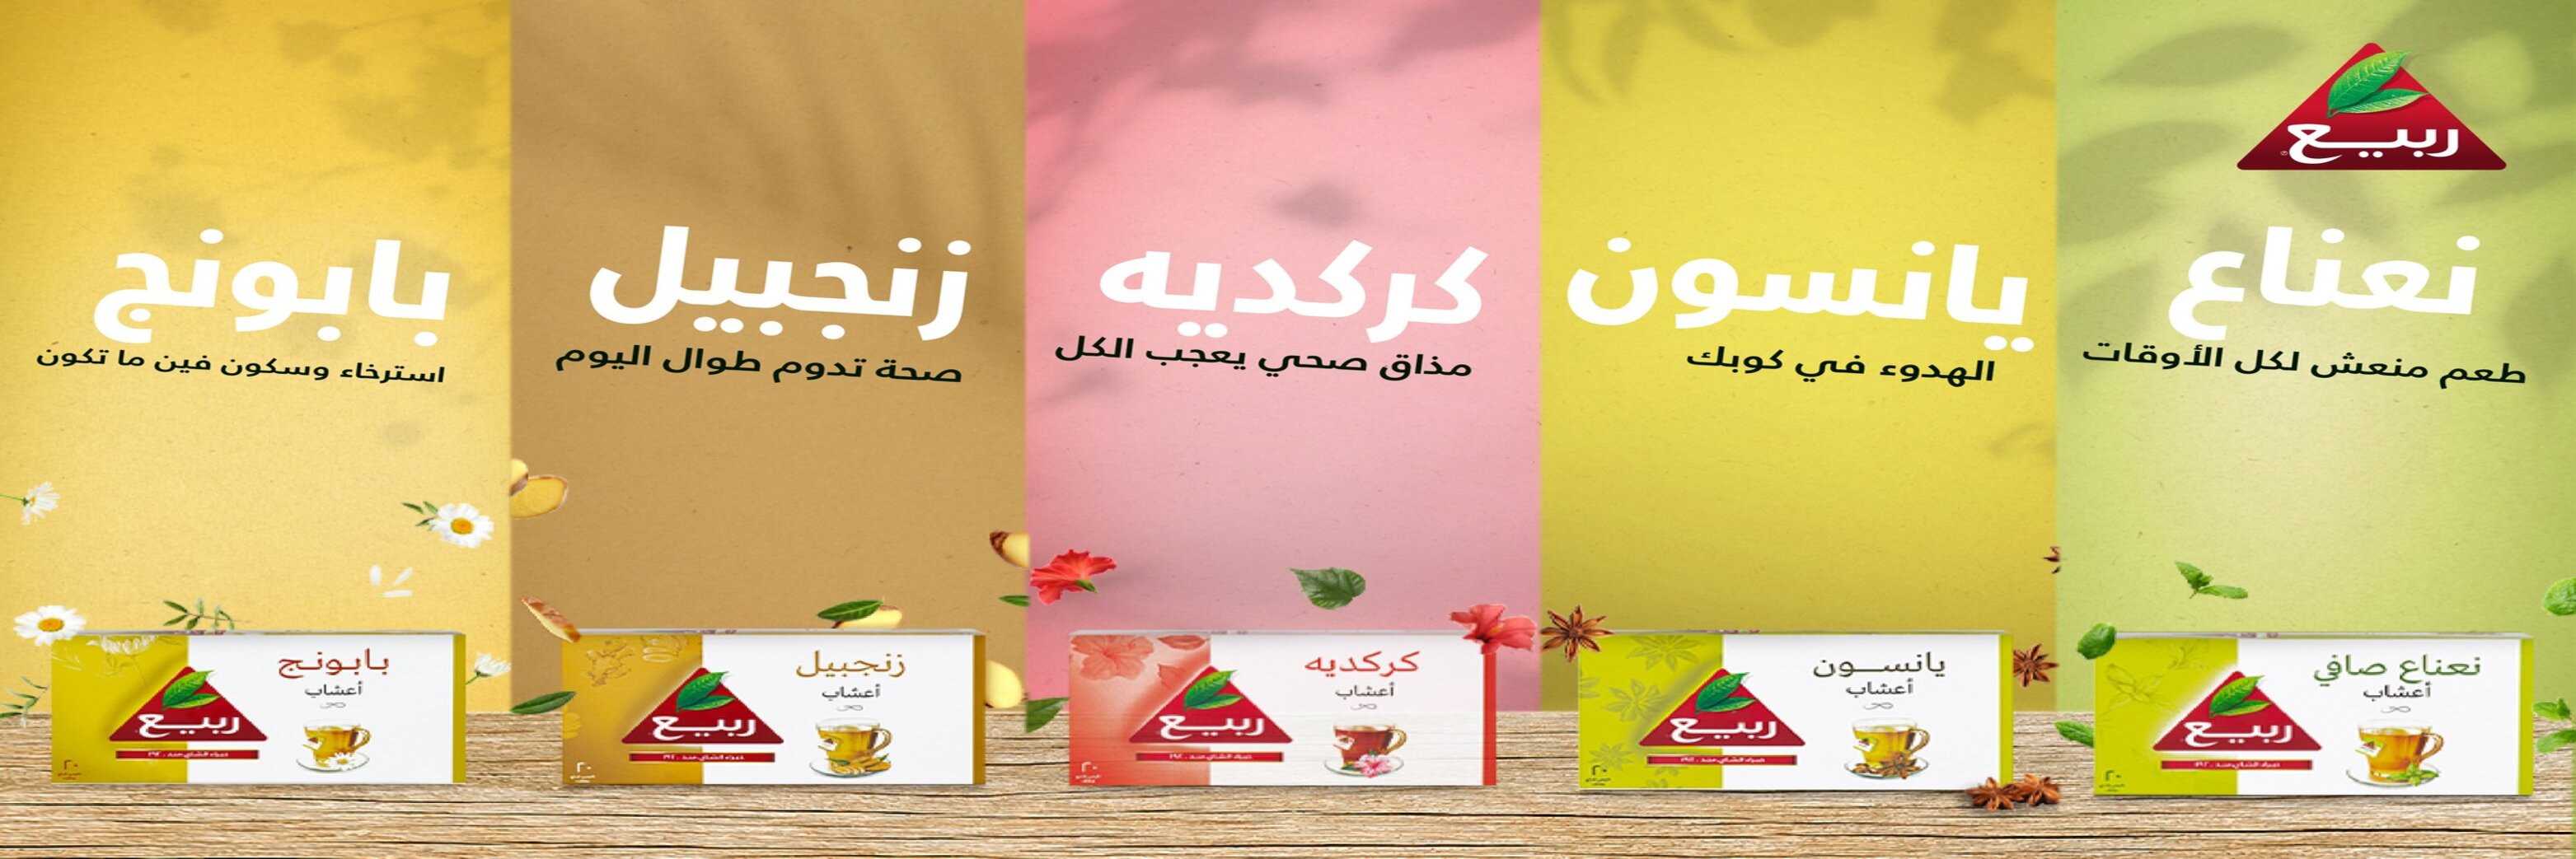 ربيع
نعناع
طعم منعش لكل الأوقات
يانسون
الهدوء في كوبك
كركديه
مذاق صحي يعجب الكل
زنجبيل
صحة تدوم طوال اليوم
بابونج
استرخاء وسكون فين ما تكون
نعناع صافي
أعشاب
ربيع
يانسون
أعشاب
ربيع
كركديه
أعشاب
ربيع
زنجبيل
أعشاب
ربيع
بابونج
أعشاب
ربيع